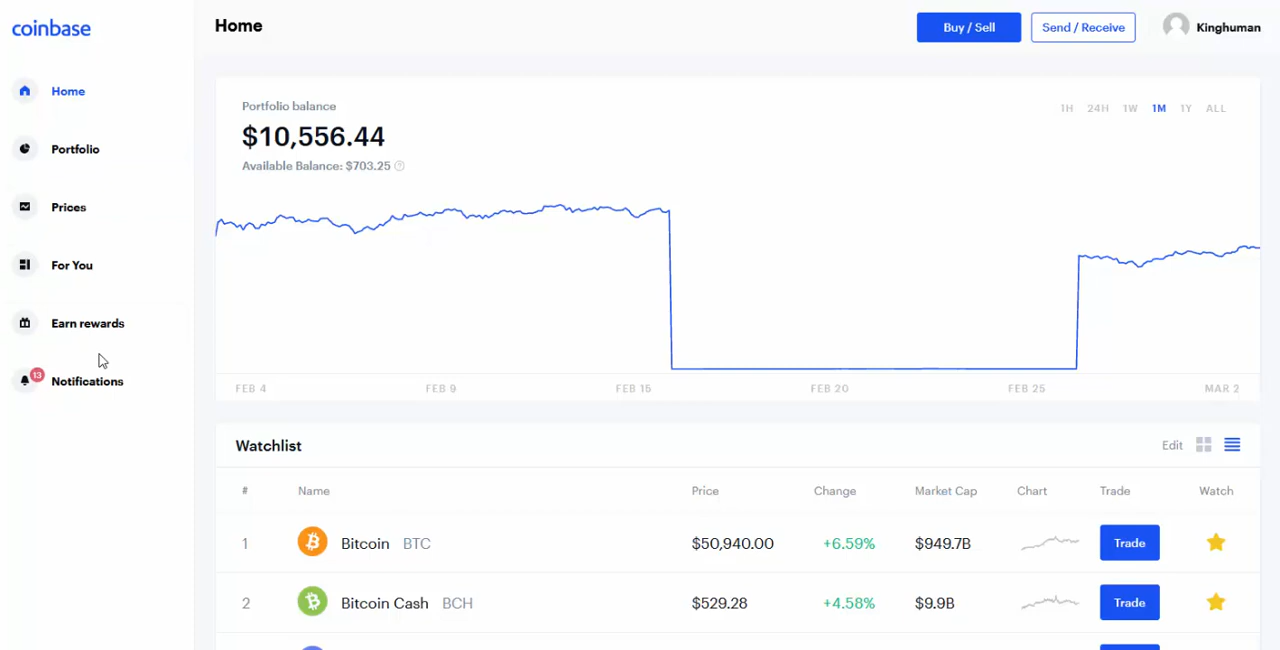 coinbase
Home
Buy / Sell
Send / Receive
Kinghuman
Home
Portfolio
Prices
For You
Earn rewards
13
Notifications
Portfolio balance
1H 24H 1W 1M 1Y ALL
$10,556.44
Available Balance: $703.25 ?
FEB 4 FEB 9 FEB 15 FEB 20 FEB 25 MAR 2
Watchlist
Edit
# Name Price Change Market Cap Chart Trade Watch
1 Bitcoin BTC $50,940.00 +6.59% $949.7B Trade
2 Bitcoin Cash BCH $529.28 +4.58% $9.9B Trade